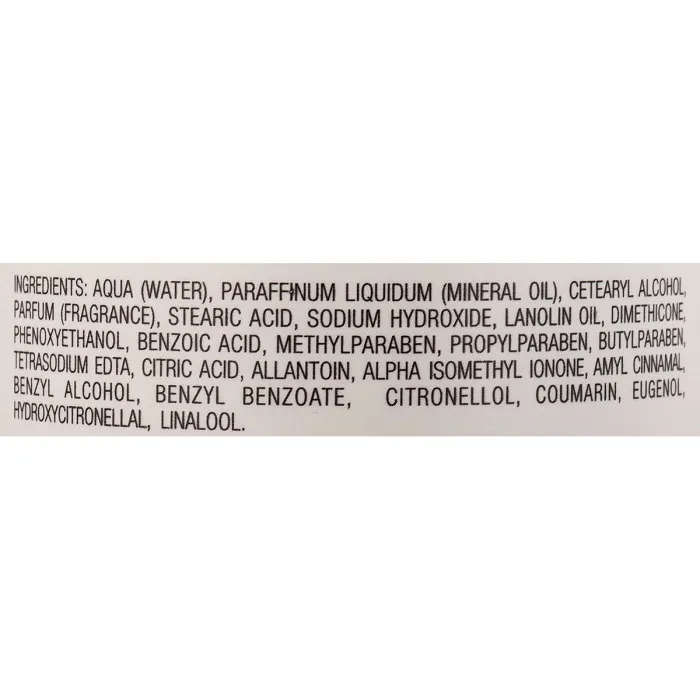 INGREDIENTS: AQUA (WATER), PARAFFINUM LIQUIDUM (MINERAL OIL), CETEARYL ALCOHOL,
PARFUM (FRAGRANCE), STEARIC ACID, SODIUM HYDROXIDE, LANOLIN OIL, DIMETHICONE,
PHENOXYETHANOL, BENZOIC ACID, METHYLPARABEN, PROPYLPARABEN, BUTYLPARABEN,
TETRASODIUM EDTA, CITRIC ACID, ALLANTOIN, ALPHA ISOMETHYL IONONE, AMYL CINNAMAL,
BENZYL ALCOHOL, BENZYL BENZOATE, CITRONELLOL, COUMARIN, EUGENOL,
HYDROXYCITRONELLAL, LINALOOL.